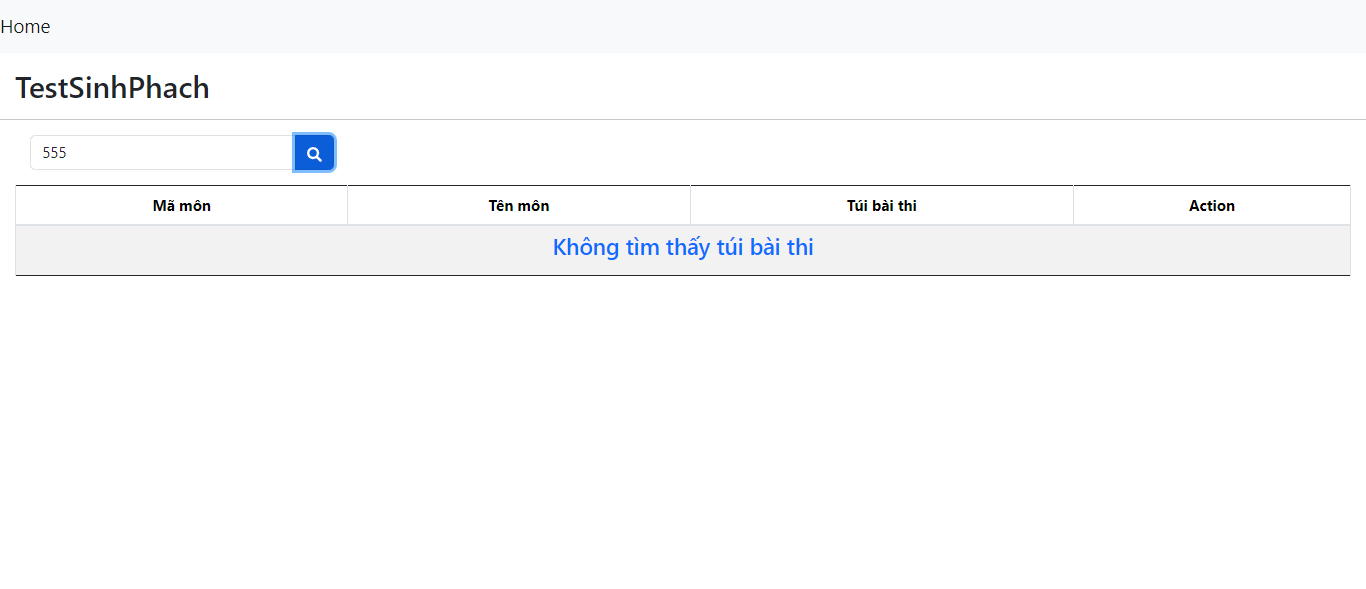 Home
TestSinhPhach
555
Mã môn Tên môn Túi bài thi Action
Không tìm thấy túi bài thi